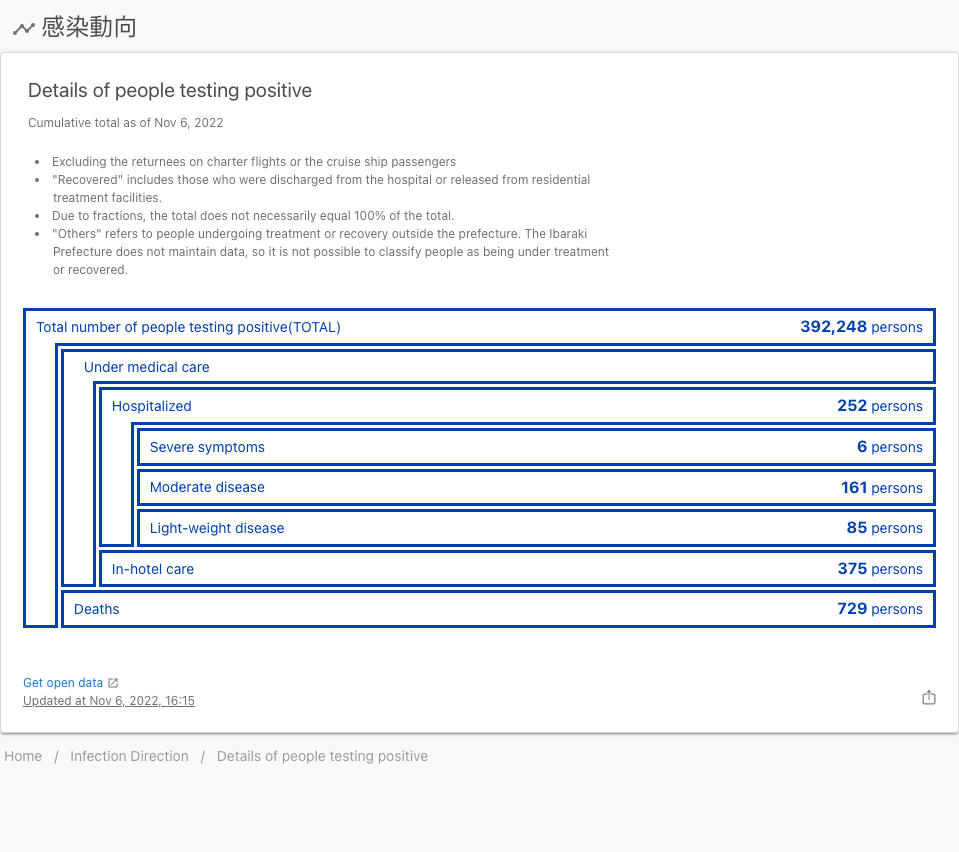 感染動向
Details of people testing positive
Cumulative total as of Nov 6, 2022
Excluding the returnees on charter flights or the cruise ship passengers
"Recovered" includes those who were discharged from the hospital or released from residential
treatment facilities.
Due to fractions, the total does not necessarily equal 100% of the total.
"Others" refers to people undergoing treatment or recovery outside the prefecture. The Ibaraki
Prefecture does not maintain data, so it is not possible to classify people as being under treatment
or recovered.
Total number of people testing positive(TOTAL) 392,248 persons
Under medical care
Hospitalized 252 persons
Severe symptoms 6 persons
Moderate disease 161 persons
Light-weight disease 85 persons
In-hotel care 375 persons
Deaths 729 persons
Get open data
Updated at Nov 6, 2022, 16:15
Home / Infection Direction / Details of people testing positive